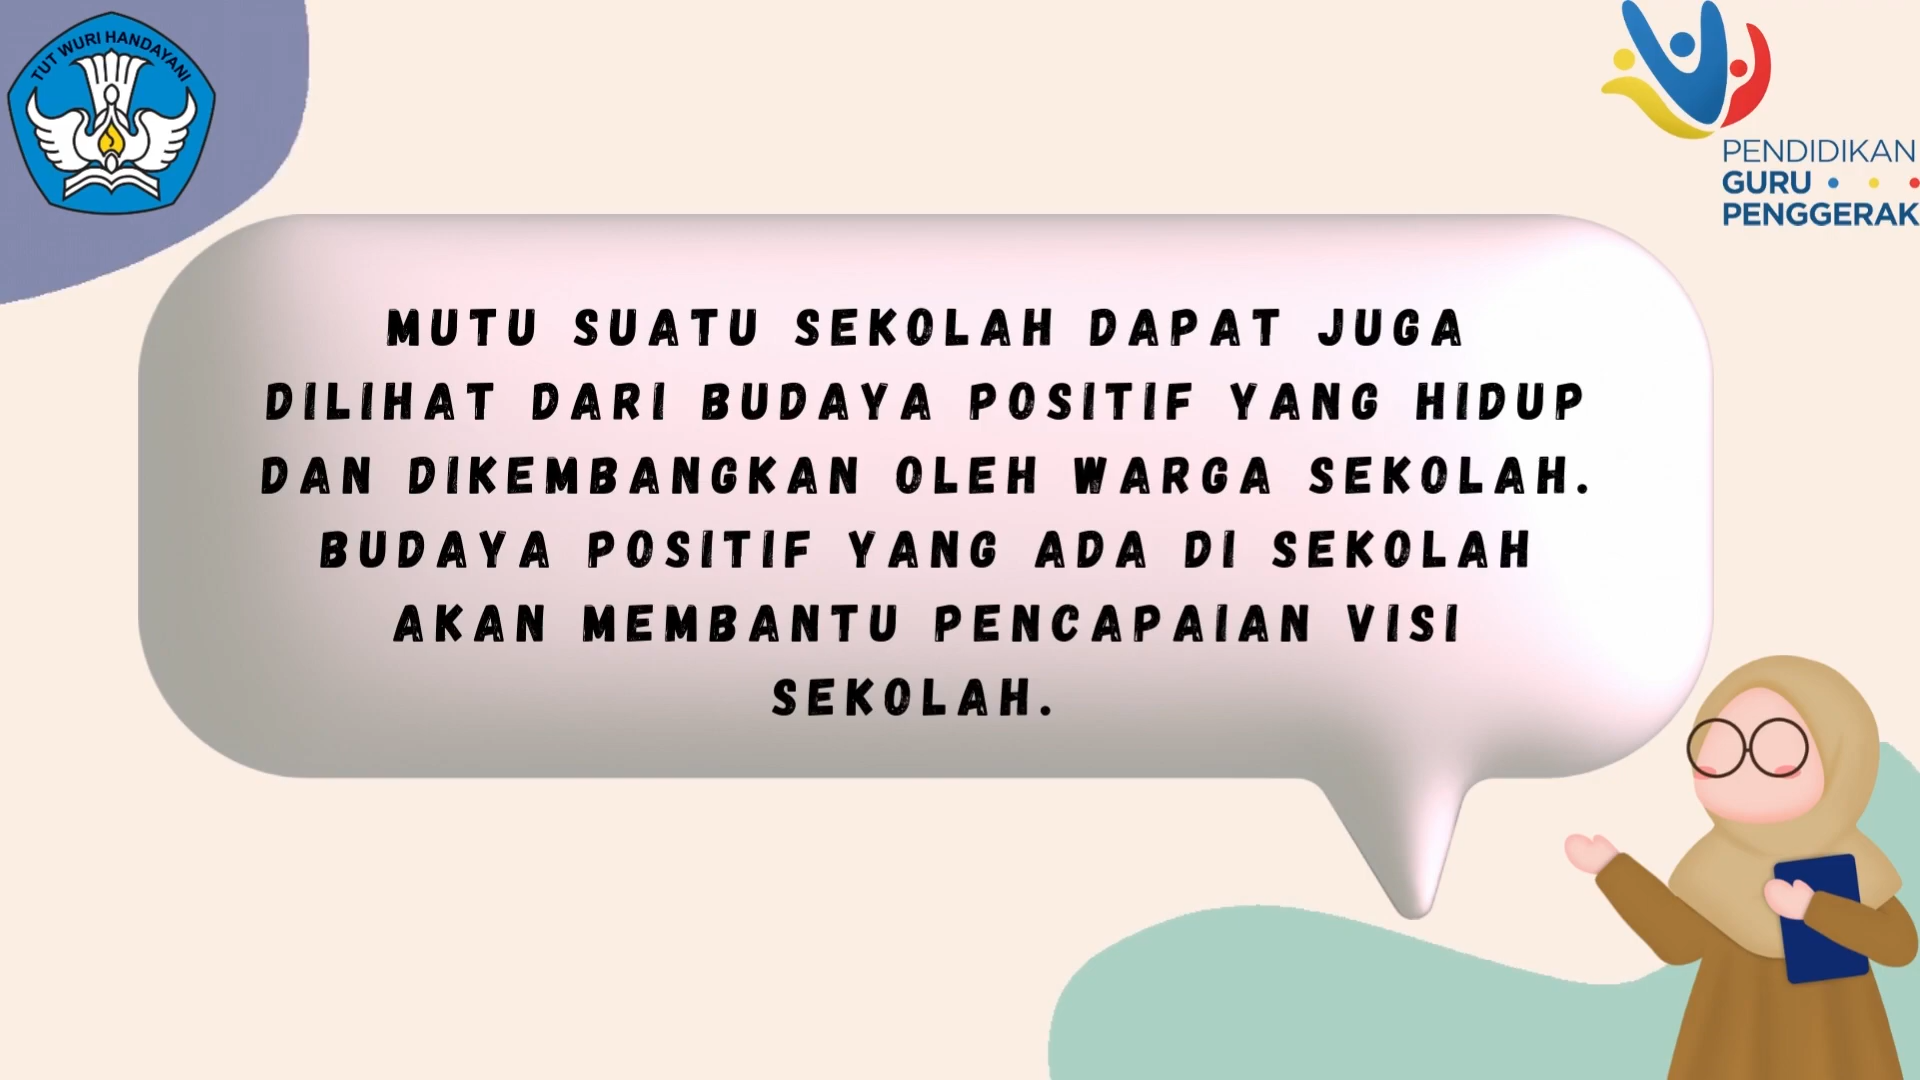 TUT WURI HANDAYANI
PENDIDIKAN
GURU
PENGGERAK
MUTU SUATU SEKOLAH DAPAT JUGA
DILIHAT DARI BUDAYA POSITIF YANG HIDUP
DAN DIKEMBANGKAN OLEH WARGA SEKOLAH.
BUDAYA POSITIF YANG ADA DI SEKOLAH
AKAN MEMBANTU PENCAPAIAN VISI
SEKOLAH.